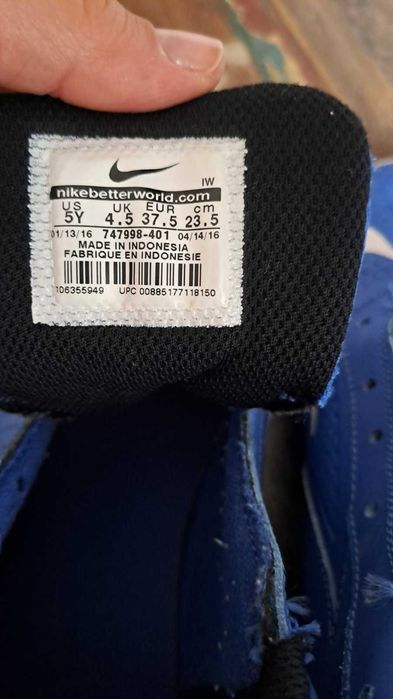 IW
nikebetterworld.com
US UK EUR cm
5Y 4.5 37.5 23.5
01/13/16 747998-401 04/14/16
MADE IN INDONESIA
FABRIQUE EN INDONESIE
106355949 UPC 00885177118150